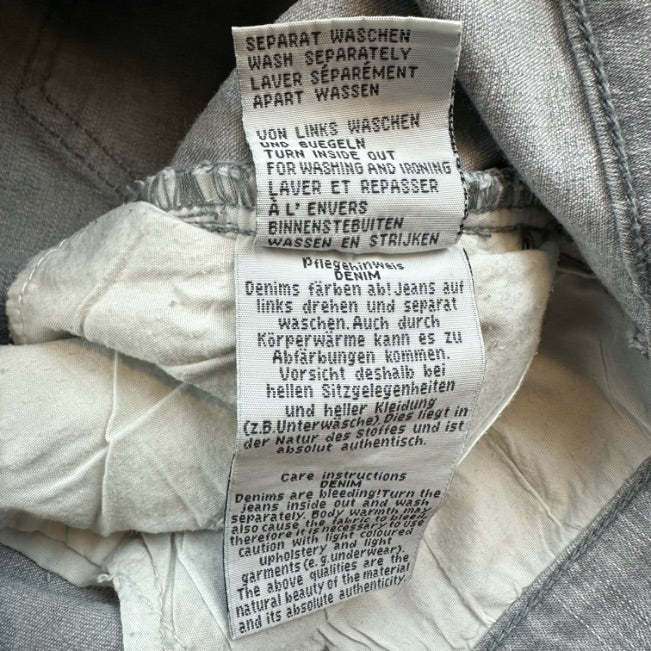 SEPARAT WASCHEN
WASH SEPARATELY
LAVER SÉPARÉMENT
APART WASSEN
VON LINKS WASCHEN
UND BUEGELN
TURN INSIDE OUT
FOR WASHING AND IRONING
LAVER ET REPASSER
À L' ENVERS
BINNENSTEBUITEN
WASSEN EN STRIJKEN
Pflegehinweis
DENIM
Denims färben ab! Jeans auf
links drehen und separat
waschen. Auch durch
Körperwärme kann es zu
Abfärbungen kommen.
Vorsicht deshalb bei
hellen Sitzgelegenheiten
und heller Kleidung
(z.B. Unterwäsche). Dies liegt in
der Natur des Stoffes und ist
absolut authentisch.
Care instructions
DENIM
Denims are bleeding! Turn the
jeans inside out and wash
separately. Body warmth may
also cause the fabric to bleed,
therefore it is necessary to use
caution with light coloured
upholstery and light
garments (e.g. underwear).
The above qualities are the
natural beauty of the material
and its absolute authenticity.